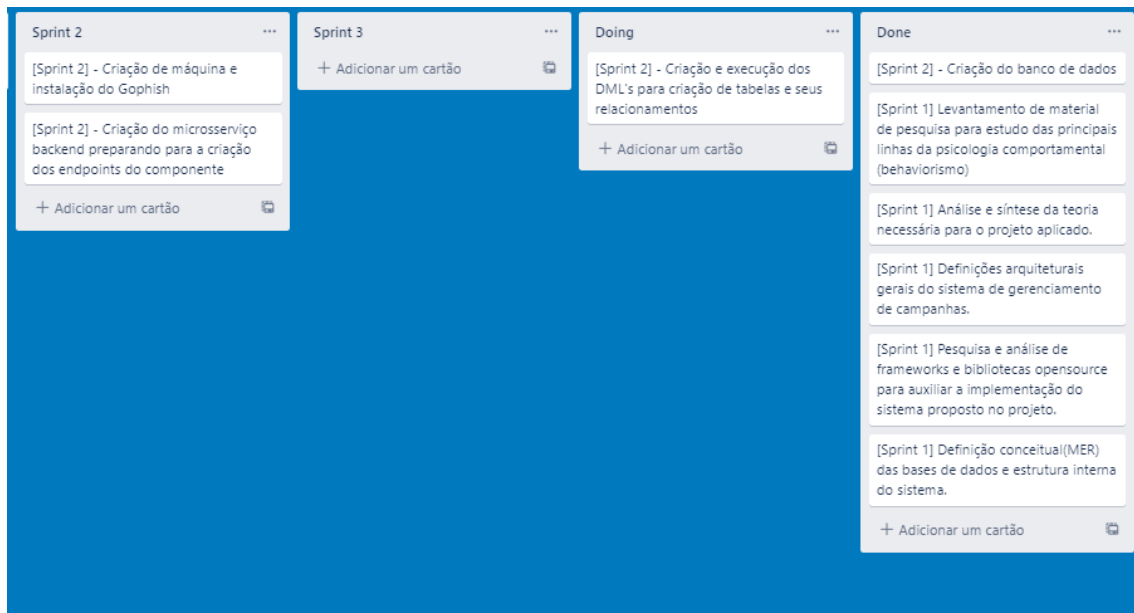 Sprint 2
[Sprint 2] - Criação de máquina e
instalação do Gophish
[Sprint 2] - Criação do microsserviço
backend preparando para a criação
dos endpoints do componente
+ Adicionar um cartão
Sprint 3
+ Adicionar um cartão
Doing
[Sprint 2] - Criação e execução dos
DML's para criação de tabelas e seus
relacionamentos
+ Adicionar um cartão
Done
[Sprint 2] - Criação do banco de dados
[Sprint 1] Levantamento de material
de pesquisa para estudo das principais
linhas da psicologia comportamental
(behaviorismo)
[Sprint 1] Análise e síntese da teoria
necessária para o projeto aplicado.
[Sprint 1] Definições arquiteturais
gerais do sistema de gerenciamento
de campanhas.
[Sprint 1] Pesquisa e análise de
frameworks e bibliotecas opensource
para auxiliar a implementação do
sistema proposto no projeto.
[Sprint 1] Definição conceitual(MER)
das bases de dados e estrutura interna
do sistema.
+ Adicionar um cartão